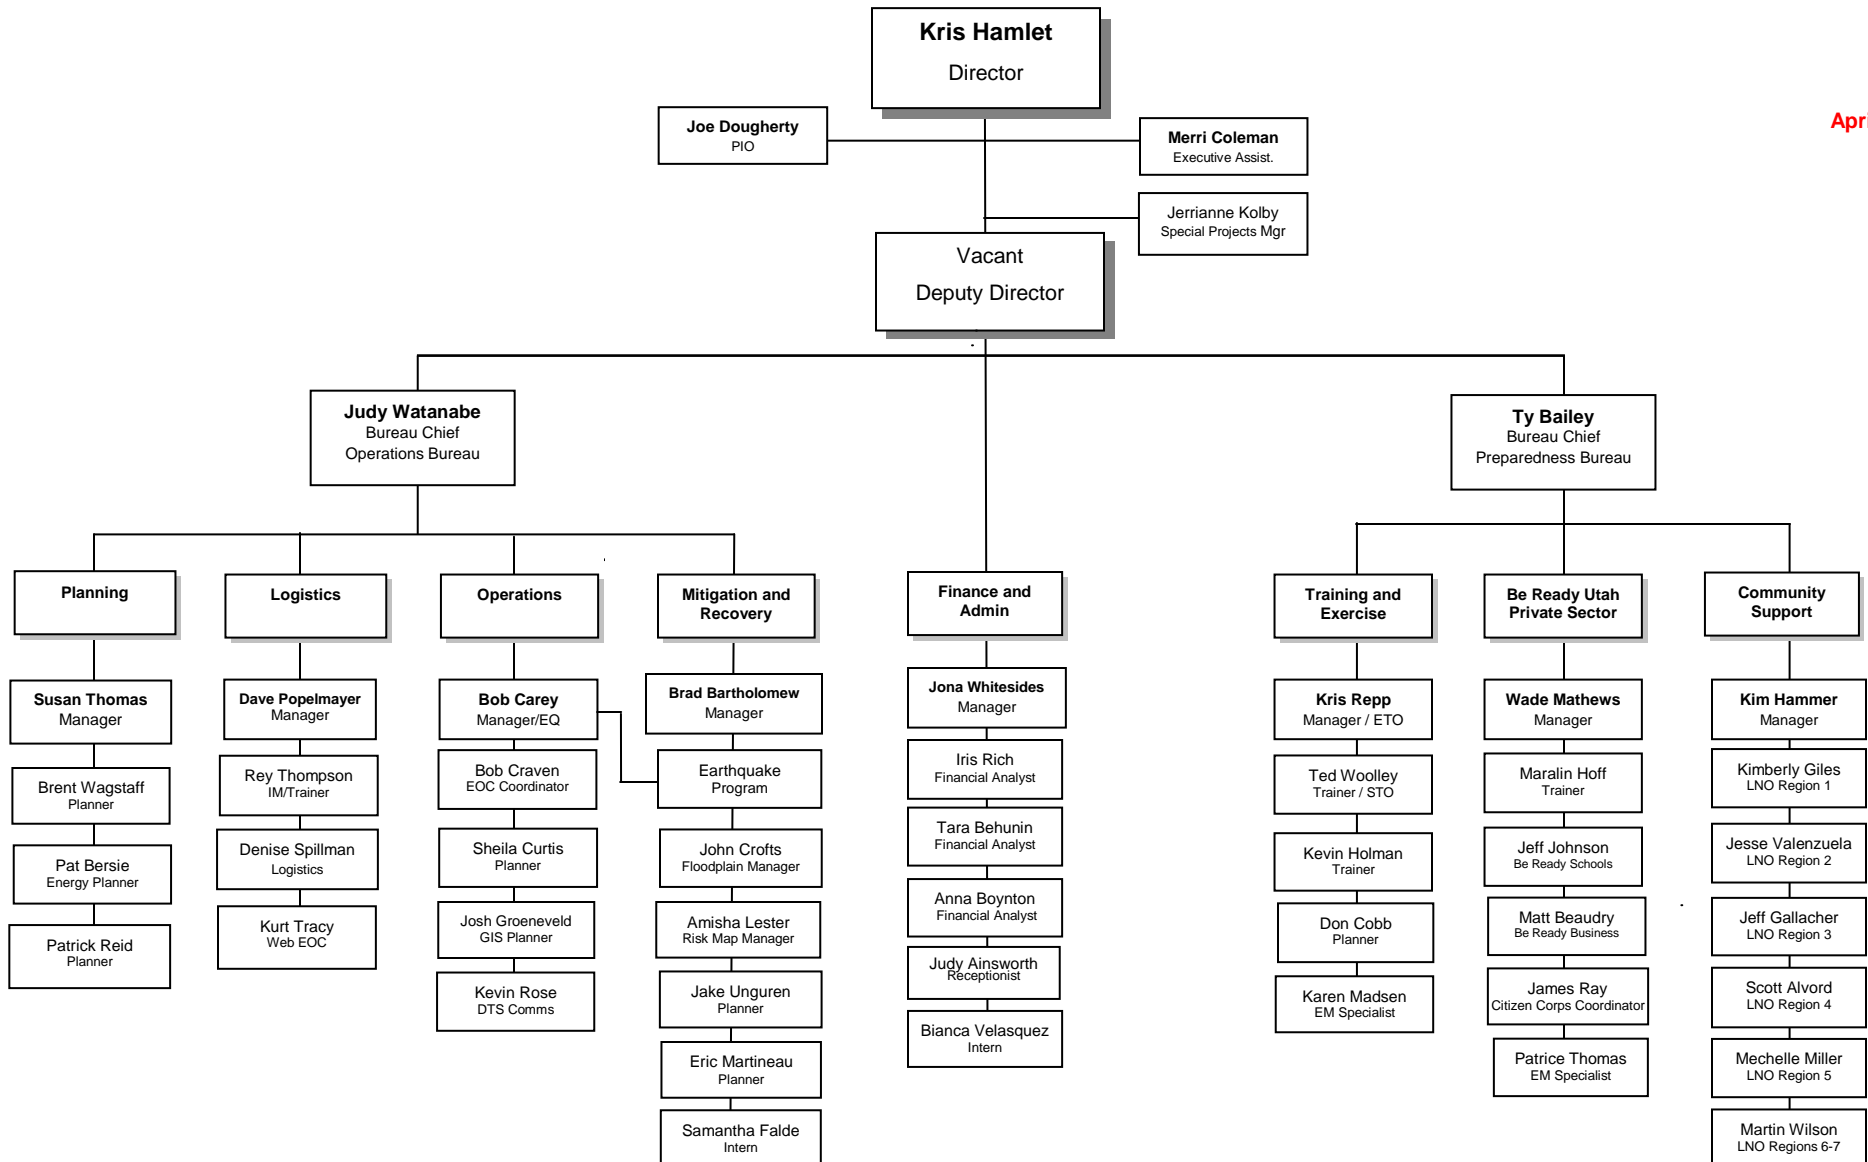 Kris Hamlet
Director
Joe Dougherty
PIO
Merri Coleman
Executive Assist.
Jerrianne Kolby
Special Projects Mgr
Vacant
Deputy Director
Judy Watanabe
Bureau Chief
Operations Bureau
Ty Bailey
Bureau Chief
Preparedness Bureau
Planning
Susan Thomas
Manager
Brent Wagstaff
Planner
Pat Bersie
Energy Planner
Patrick Reid
Planner
Logistics
Dave Popelmayer
Manager
Rey Thompson
IM/Trainer
Denise Spillman
Logistics
Kurt Tracy
Web EOC
Operations
Bob Carey
Manager/EQ
Bob Craven
EOC Coordinator
Sheila Curtis
Planner
Josh Groeneveld
GIS Planner
Kevin Rose
DTS Comms
Mitigation and
Recovery
Brad Bartholomew
Manager
Earthquake
Program
John Crofts
Floodplain Manager
Amisha Lester
Risk Map Manager
Jake Unguren
Planner
Eric Martineau
Planner
Samantha Falde
Intern
Finance and
Admin
Jona Whitesides
Manager
Iris Rich
Financial Analyst
Tara Behunin
Financial Analyst
Anna Boynton
Financial Analyst
Judy Ainsworth
Receptionist
Bianca Velasquez
Intern
Training and
Exercise
Kris Repp
Manager / ETO
Ted Woolley
Trainer / STO
Kevin Holman
Trainer
Don Cobb
Planner
Karen Madsen
EM Specialist
Be Ready Utah
Private Sector
Wade Mathews
Manager
Maralin Hoff
Trainer
Jeff Johnson
Be Ready Schools
Matt Beaudry
Be Ready Business
James Ray
Citizen Corps Coordinator
Patrice Thomas
EM Specialist
Community
Support
Kim Hammer
Manager
Kimberly Giles
LNO Region 1
Jesse Valenzuela
LNO Region 2
Jeff Gallacher
LNO Region 3
Scott Alvord
LNO Region 4
Mechelle Miller
LNO Region 5
Martin Wilson
LNO Regions 6-7